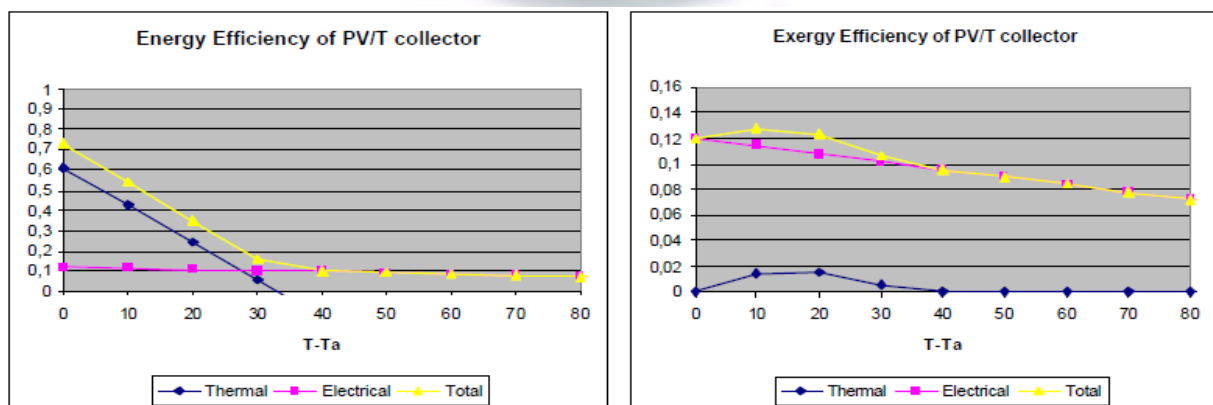 Energy Efficiency of PV/T collector
1
0,9
0,8
0,7
0,6
0,5
0,4
0,3
0,2
0,1
0
0 10 20 30 40 50 60 70 80
T-Ta
Thermal Electrical Total
Exergy Efficiency of PV/T collector
0,16
0,14
0,12
0,1
0,08
0,06
0,04
0,02
0
0 10 20 30 40 50 60 70 80
T-Ta
Thermal Electrical Total